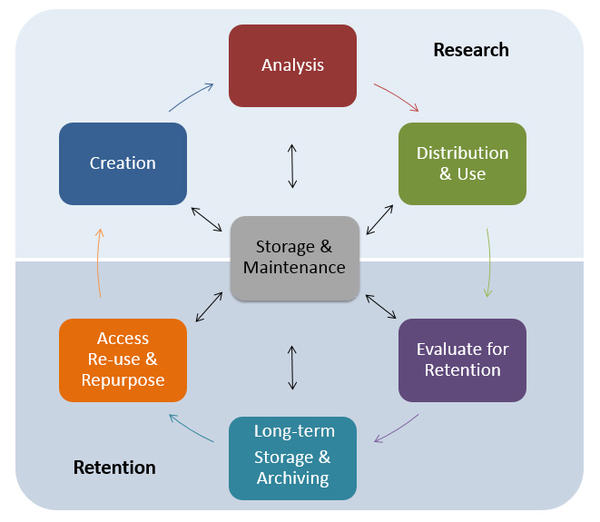 Analysis
Research
Creation
Distribution
& Use
Storage &
Maintenance
Access
Re-use &
Repurpose
Evaluate for
Retention
Long-term
Storage &
Archiving
Retention